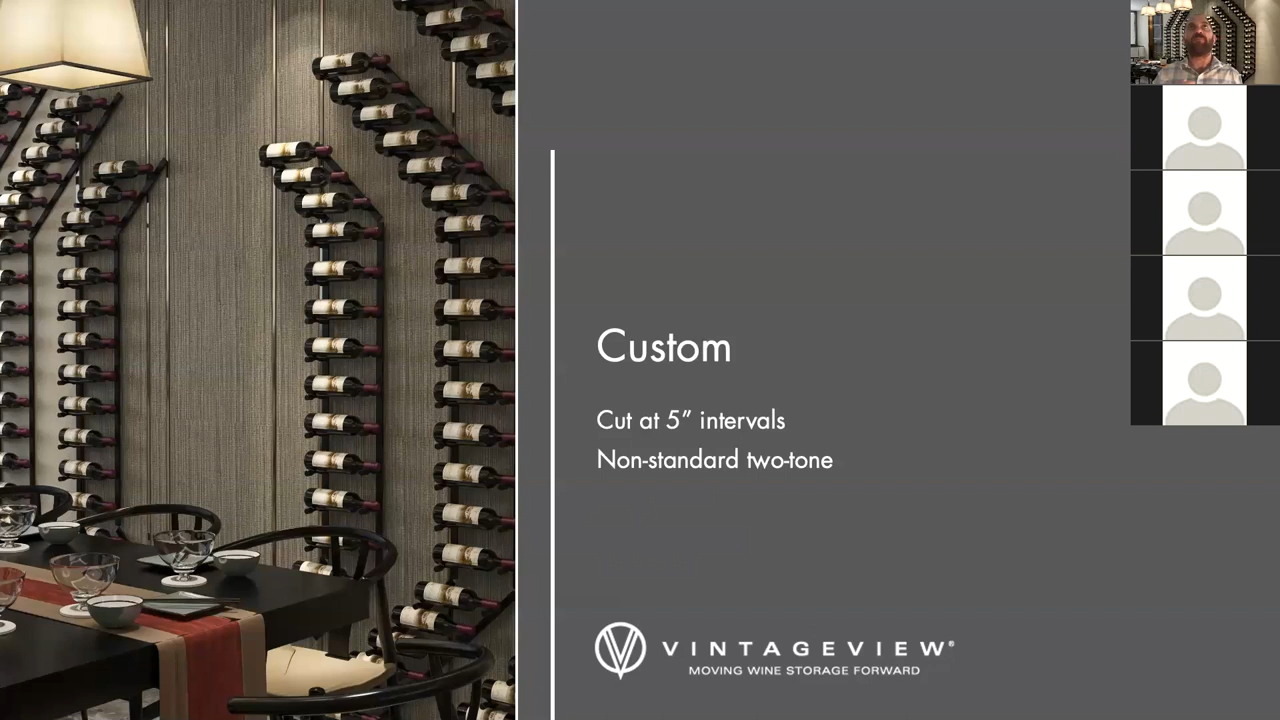 Custom
Cut at 5” intervals
Non-standard two-tone
VINTAGEVIEW®
MOVING WINE STORAGE FORWARD